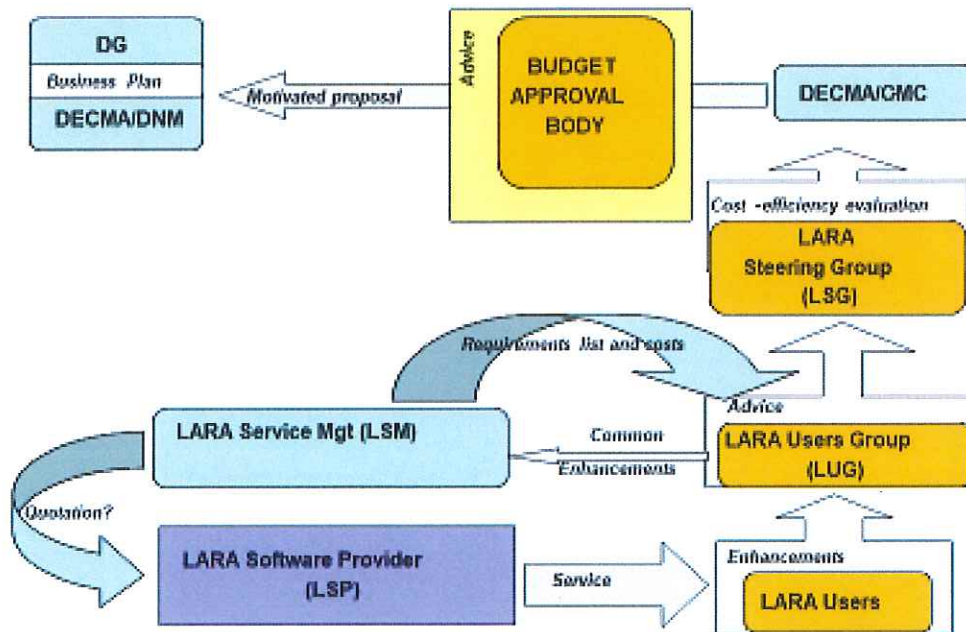 DG
Business Plan
DECMA/DNM
Motivated proposal
Advice
BUDGET
APPROVAL
BODY
DECMA/CMC
Cost -efficiency evaluation
LARA
Steering Group
(LSG)
Requirements list and costs
Advice
LARA Users Group
(LUG)
LARA Service Mgt (LSM)
Common
Enhancements
Quotation?
LARA Software Provider
(LSP)
Service
Enhancements
LARA Users